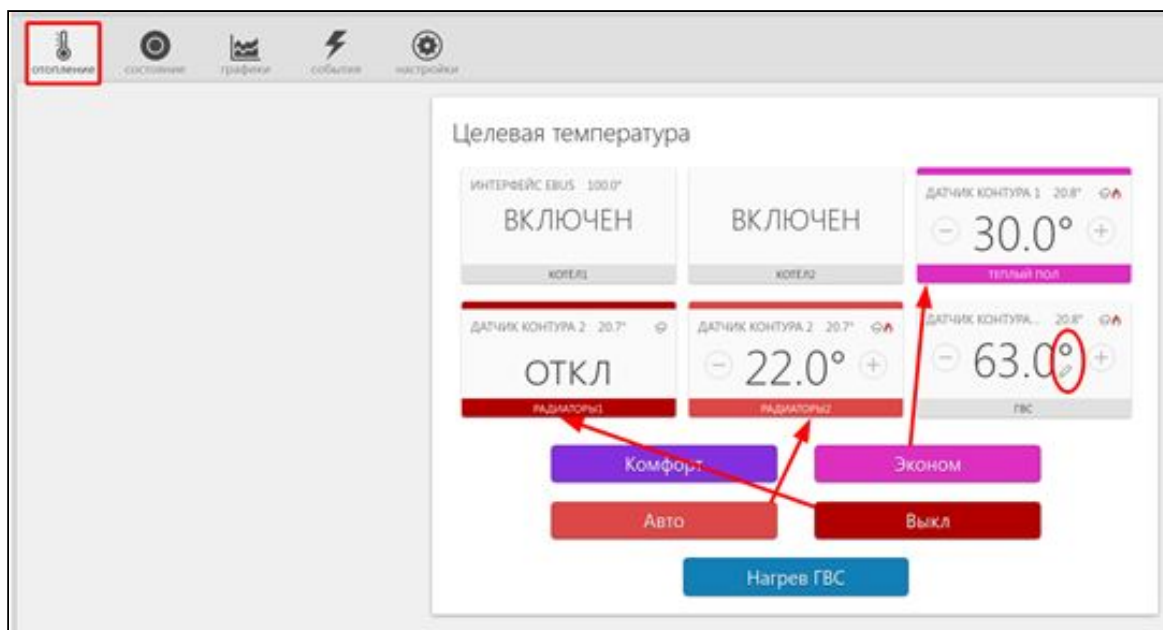 отопление состояние графики события настройки
Целевая температура
ИНТЕРФЕЙС EBUS 100.0°
ВКЛЮЧЕН
КОТЁЛ1
ВКЛЮЧЕН
КОТЁЛ2
ДАТЧИК КОНТУРА 1 20.8°
30.0°
ТЕПЛЫЙ ПОЛ
ДАТЧИК КОНТУРА 2 20.7°
ОТКЛ
РАДИАТОРЫ1
ДАТЧИК КОНТУРА 2 20.7°
22.0°
РАДИАТОРЫ2
ДАТЧИК КОНТУРА... 20.8°
63.0°
ГВС
Комфорт
Эконом
Авто
Выкл
Нагрев ГВС